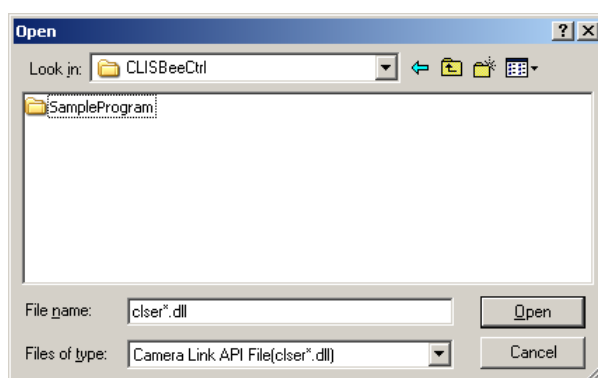 Open
Look in: CLISBeeCtrl
SampleProgram
File name: clser*.dll Open
Files of type: Camera Link API File(clser*.dll) Cancel